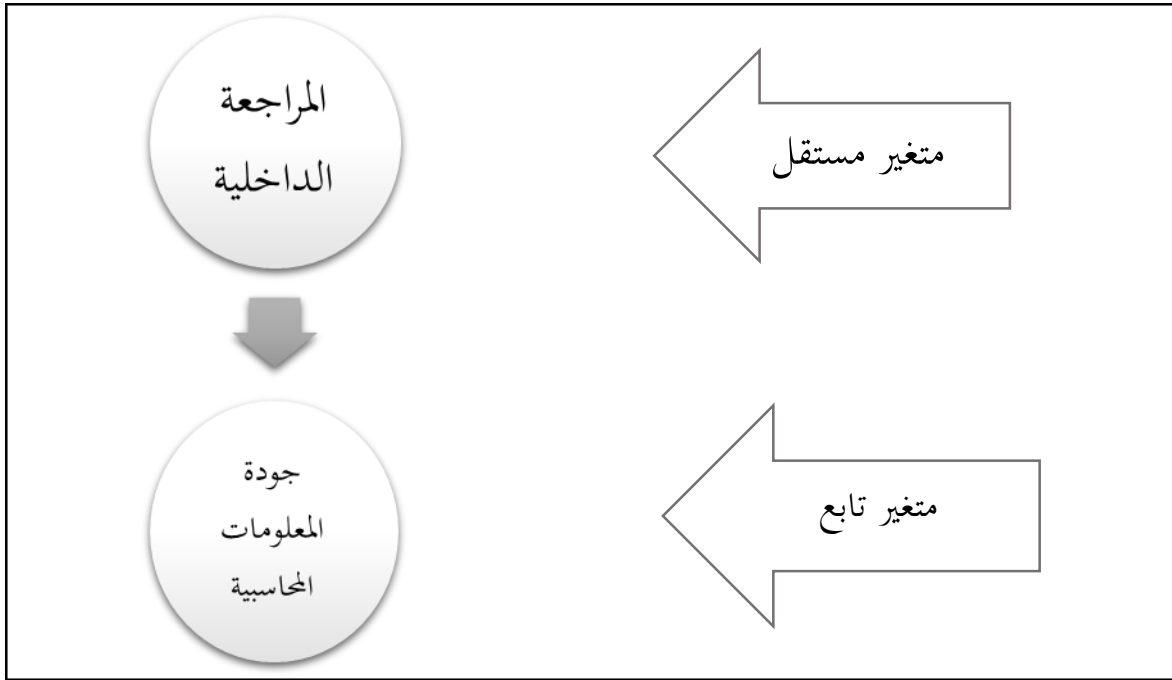 متغير مستقل
المراجعة
الداخلية
متغير تابع
جودة
المعلومات
المحاسبية